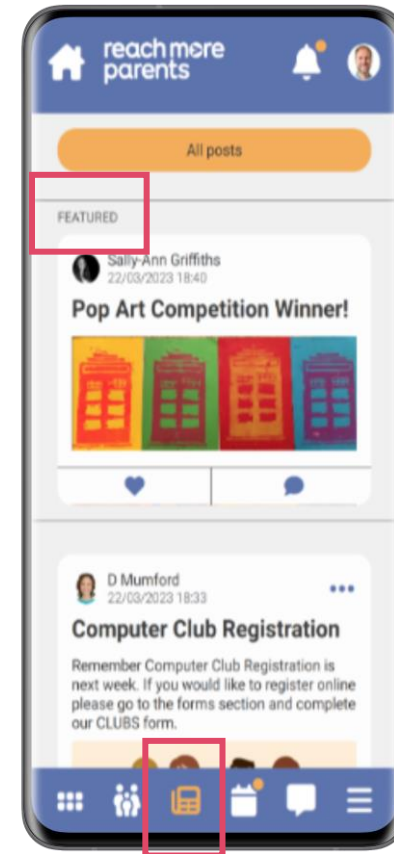 reach more
parents
All posts
FEATURED
Sally-Ann Griffiths
22/03/2023 18:40
Pop Art Competition Winner!
D Mumford
22/03/2023 18:33
Computer Club Registration
Remember Computer Club Registration is
next week. If you would like to register online
please go to the forms section and complete
our CLUBS form.